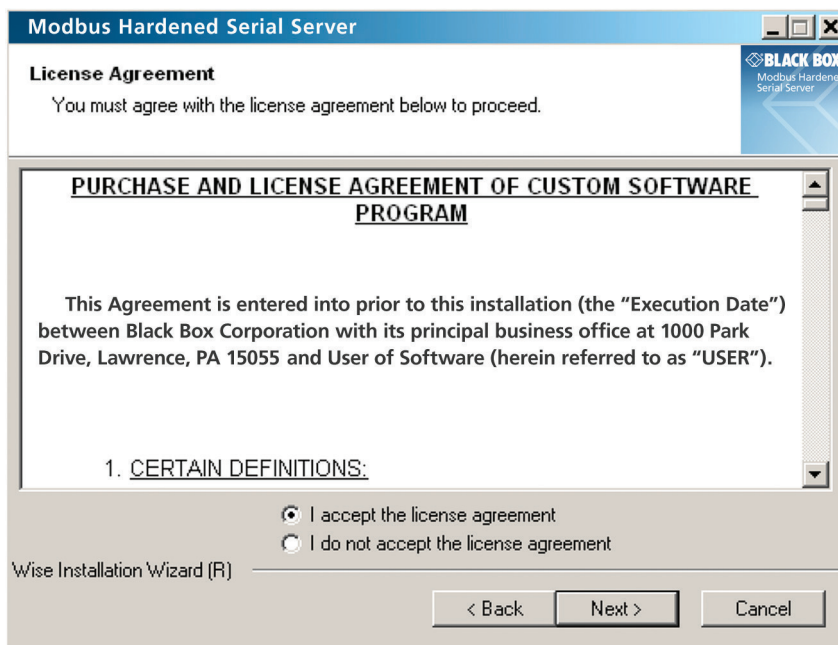 Modbus Hardened Serial Server
License Agreement
You must agree with the license agreement below to proceed.
BLACK BOX
Modbus Hardene
Serial Server
PURCHASE AND LICENSE AGREEMENT OF CUSTOM SOFTWARE
PROGRAM
This Agreement is entered into prior to this installation (the “Execution Date”)
between Black Box Corporation with its principal business office at 1000 Park
Drive, Lawrence, PA 15055 and User of Software (herein referred to as “USER”).
1. CERTAIN DEFINITIONS:
I accept the license agreement
I do not accept the license agreement
Wise Installation Wizard (R)
< Back
Next >
Cancel